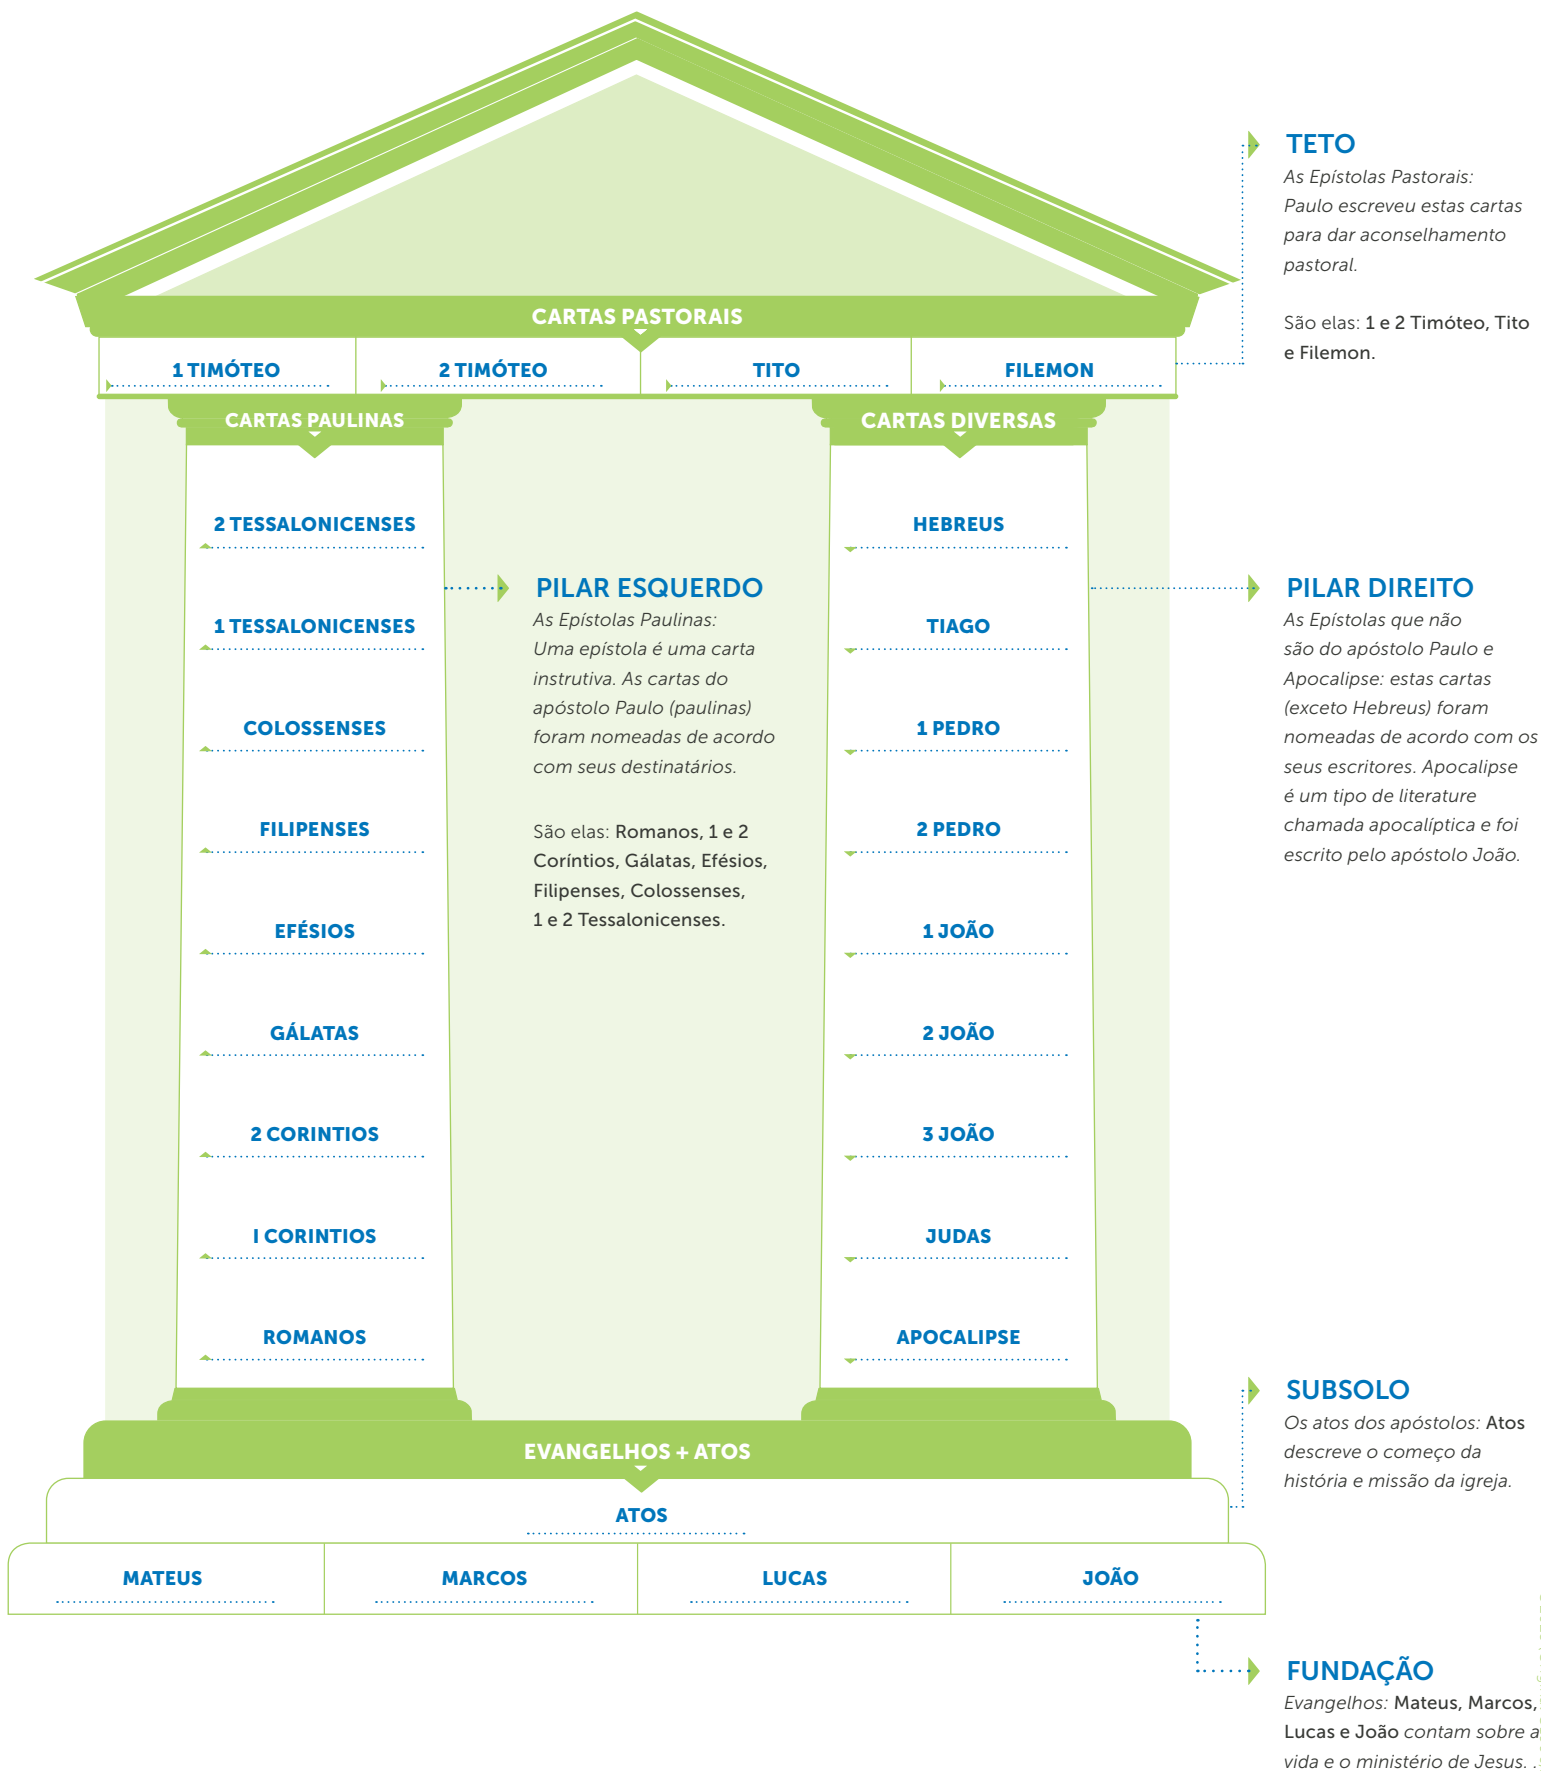 TETO
As Epístolas Pastorais:
Paulo escreveu estas cartas
para dar aconselhamento
pastoral.
São elas: 1 e 2 Timóteo, Tito
e Filemon.
CARTAS PASTORAIS
1 TIMÓTEO
2 TIMÓTEO
TITO
FILEMON
CARTAS PAULINAS
2 TESSALONICENSES
1 TESSALONICENSES
COLOSSENSES
FILIPENSES
EFÉSIOS
GÁLATAS
2 CORINTIOS
I CORINTIOS
ROMANOS
PILAR ESQUERDO
As Epístolas Paulinas:
Uma epístola é uma carta
instrutiva. As cartas do
apóstolo Paulo (paulinas)
foram nomeadas de acordo
com seus destinatários.
São elas: Romanos, 1 e 2
Coríntios, Gálatas, Efésios,
Filipenses, Colossenses,
1 e 2 Tessalonicenses.
CARTAS DIVERSAS
HEBREUS
TIAGO
1 PEDRO
2 PEDRO
1 JOÃO
2 JOÃO
3 JOÃO
JUDAS
APOCALIPSE
PILAR DIREITO
As Epístolas que não
são do apóstolo Paulo e
Apocalipse: estas cartas
(exceto Hebreus) foram
nomeadas de acordo com os
seus escritores. Apocalipse
é um tipo de literature
chamada apocalíptica e foi
escrito pelo apóstolo João.
EVANGELHOS + ATOS
ATOS
MATEUS
MARCOS
LUCAS
JOÃO
SUBSOLO
Os atos dos apóstolos: Atos
descreve o começo da
história e missão da igreja.
FUNDAÇÃO
Evangelhos: Mateus, Marcos,
Lucas e João contam sobre a
vida e o ministério de Jesus. .